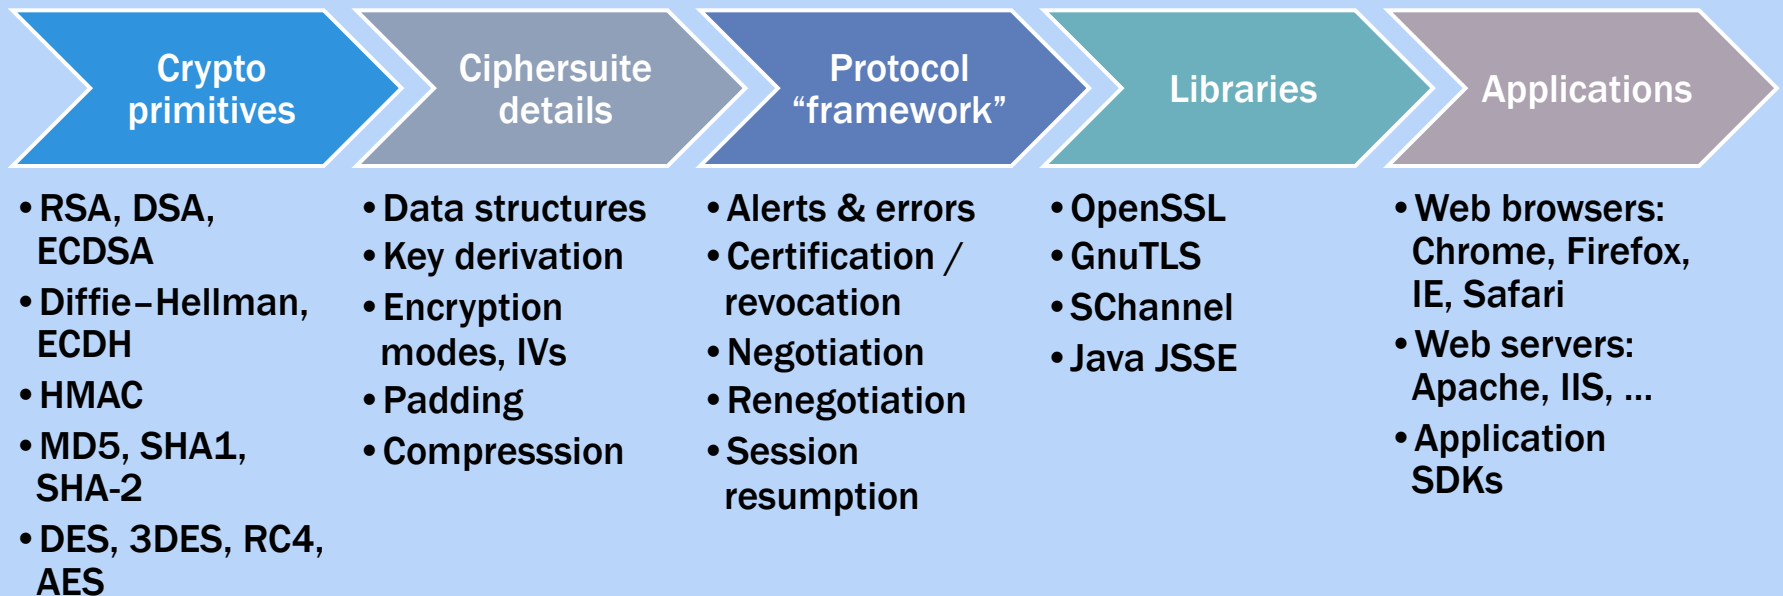 Crypto
primitives
• RSA, DSA,
ECDSA
• Diffie–Hellman,
ECDH
• HMAC
• MD5, SHA1,
SHA-2
• DES, 3DES, RC4,
AES
Ciphersuite
details
• Data structures
• Key derivation
• Encryption
modes, IVs
• Padding
• Compresssion
Protocol
“framework”
• Alerts & errors
• Certification /
revocation
• Negotiation
• Renegotiation
• Session
resumption
Libraries
• OpenSSL
• GnuTLS
• SChannel
• Java JSSE
Applications
• Web browsers:
Chrome, Firefox,
IE, Safari
• Web servers:
Apache, IIS, ...
• Application
SDKs